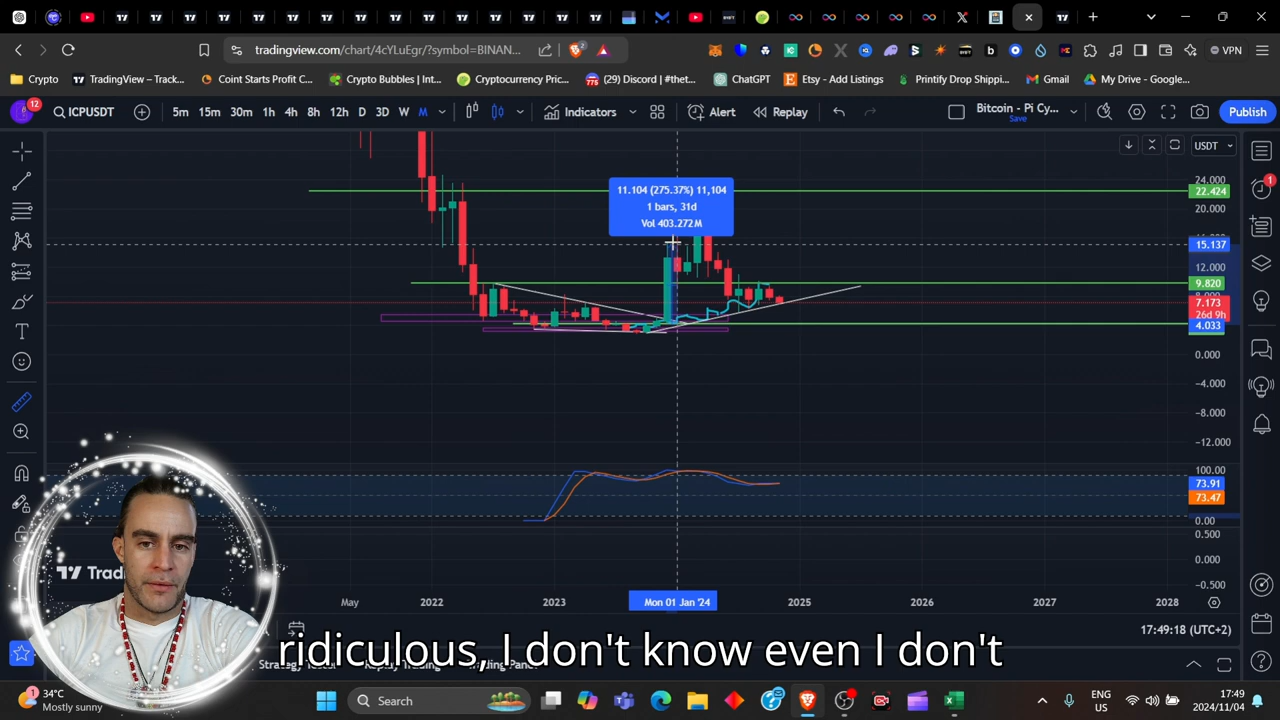 tradingview.com/chart/4cYLuEgr/?symbol=BINAN...
VPN
Crypto
TradingView – Track...
Coint Starts Profit C...
Crypto Bubbles | Int...
Cryptocurrency Pric...
(29) Discord | #thet...
ChatGPT
Etsy - Add Listings
Printify Drop Shippin...
Gmail
My Drive - Google...
12
ICPUSDT
5m
15m
30m
1h
4h
8h
12h
D
3D
W
M
Indicators
Alert
Replay
Bitcoin - Pi Cy...
Save
Publish
USDT
24.000
22.424
20.000
15.137
12.000
9.820
7.173
26d 9h
4.033
0.000
-4.000
-8.000
-12.000
100.00
73.91
73.47
0.00
0.500
0.000
-0.500
11.104 (275.37%) 11,104
1 bars, 31d
Vol 403.272M
May
2022
2023
Mon 01 Jan '24
2025
2026
2027
2028
17:49:18 (UTC+2)
ridiculous, I don't know even I don't
34°C
Mostly sunny
Search
ENG
US
17:49
2024/11/04